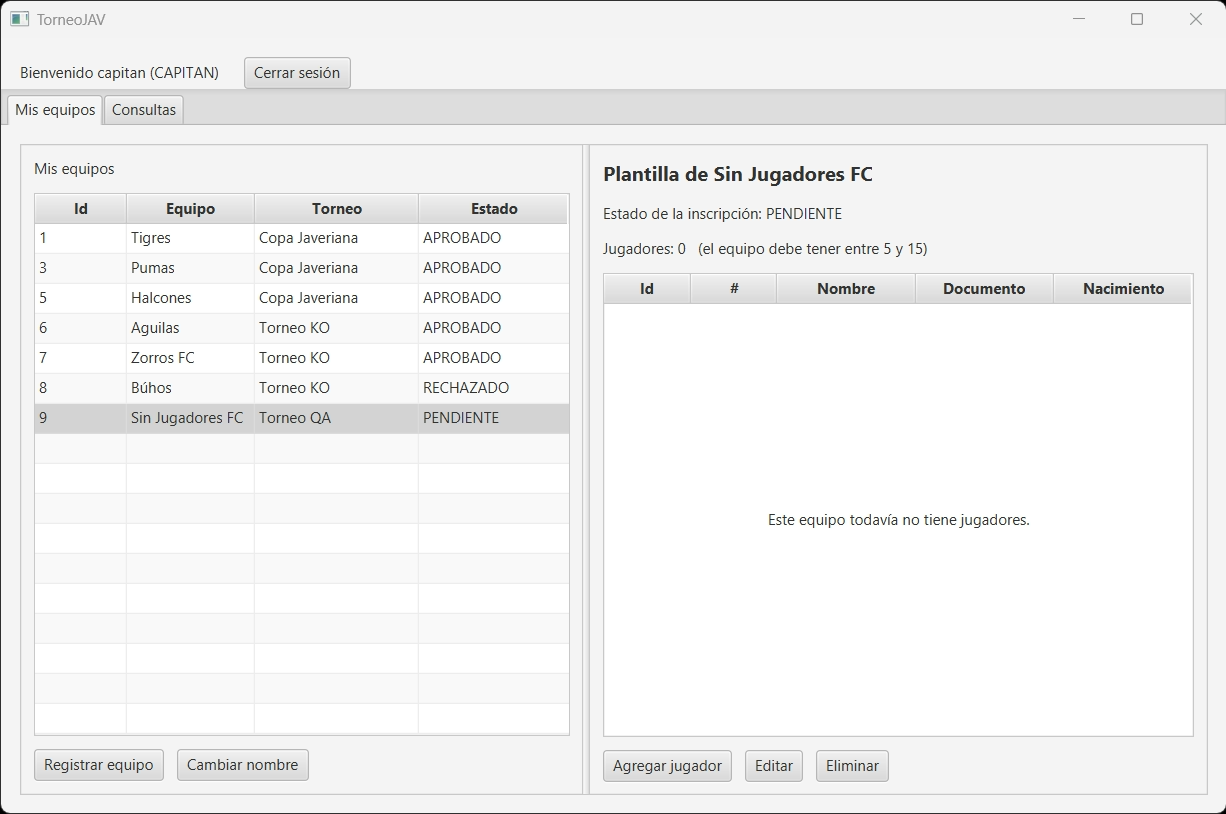 TorneoJAV
Bienvenido capitan (CAPITAN) Cerrar sesión
Mis equipos Consultas
Mis equipos
Id Equipo Torneo Estado
1 Tigres Copa Javeriana APROBADO
3 Pumas Copa Javeriana APROBADO
5 Halcones Copa Javeriana APROBADO
6 Aguilas Torneo KO APROBADO
7 Zorros FC Torneo KO APROBADO
8 Búhos Torneo KO RECHAZADO
9 Sin Jugadores FC Torneo QA PENDIENTE
Registrar equipo Cambiar nombre
Plantilla de Sin Jugadores FC
Estado de la inscripción: PENDIENTE
Jugadores: 0 (el equipo debe tener entre 5 y 15)
Id # Nombre Documento Nacimiento
Este equipo todavía no tiene jugadores.
Agregar jugador Editar Eliminar